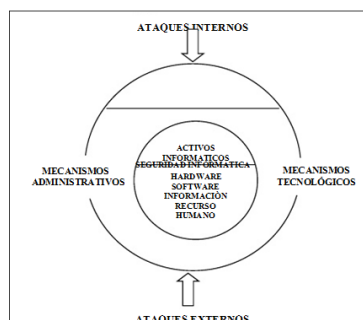 ATAQUES INTERNOS
ACTIVOS
INFORMATICOS
SEGURIDAD INFORMATICA
MECANISMOS
ADMINISTRATIVOS
HARDWARE
SOFTWARE
INFORMACIÓN
RECURSO
HUMANO
MECANISMOS
TECNOLÓGICOS
ATAQUES EXTERNOS